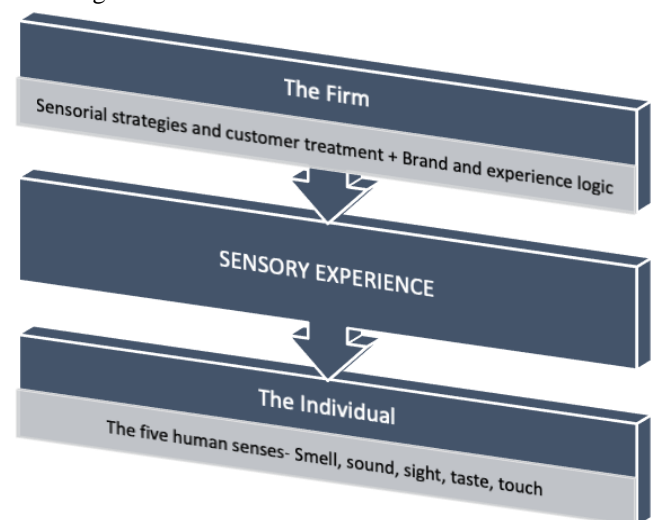 The Firm
Sensorial strategies and customer treatment + Brand and experience logic
SENSORY EXPERIENCE
The Individual
The five human senses- Smell, sound, sight, taste, touch